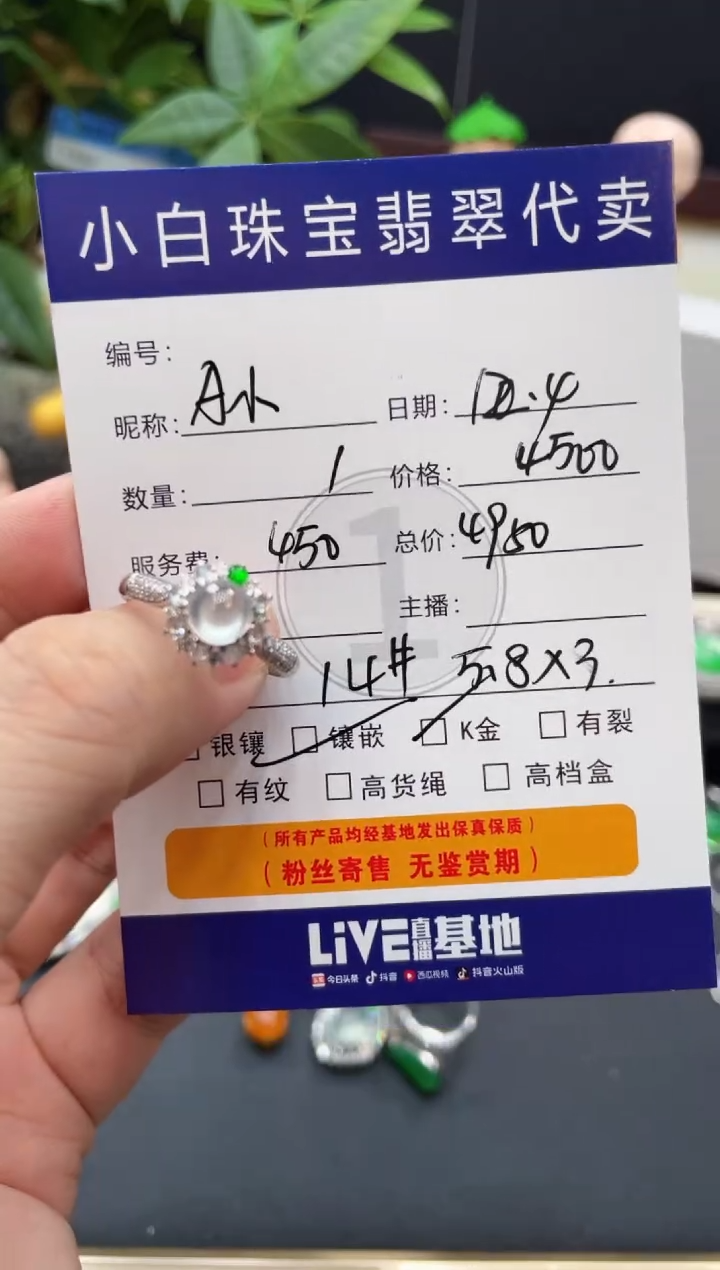 小白珠宝翡翠代卖
编号:
昵称: A小 日期: 12.4
数量: 1 价格: 4500
服务费: 450 总价: 4950
主播:
14# 5.8×3.
银镶 镶嵌 K金 有裂
有纹 高货绳 高档盒
(所有产品均经基地发出保真保质)
(粉丝寄售 无鉴赏期)
LiVE直播基地
今日头条 抖音 西瓜视频 抖音火山版